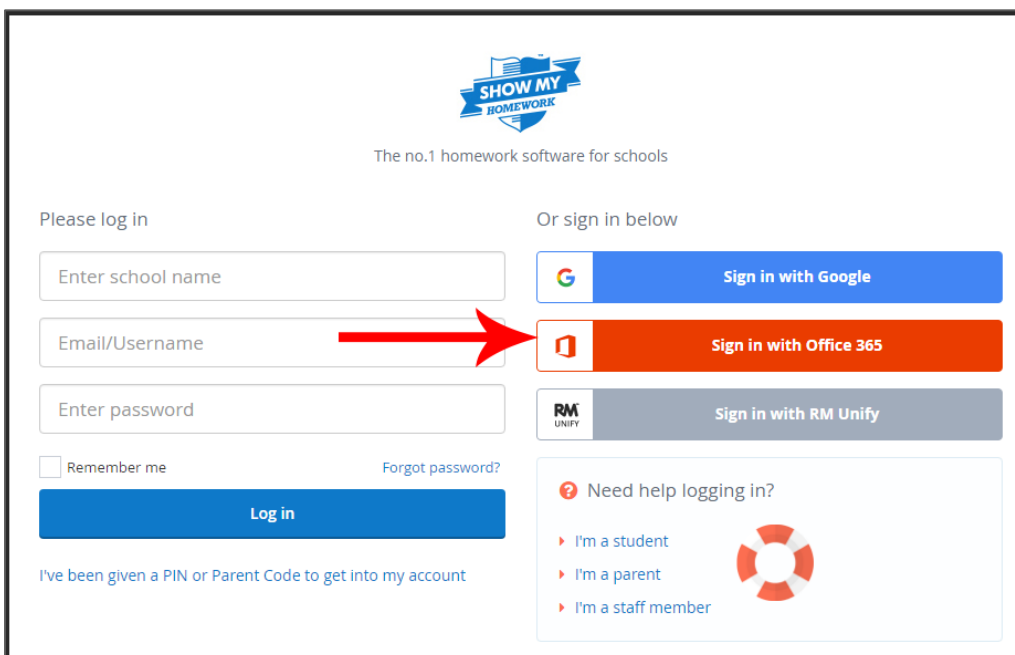 SHOW MY
HOMEWORK
The no.1 homework software for schools
Please log in
Enter school name
Email/Username
Enter password
Remember me
Forgot password?
Log in
I've been given a PIN or Parent Code to get into my account
Or sign in below
G
Sign in with Google
Sign in with Office 365
RM
UNIFY
Sign in with RM Unify
? Need help logging in?
I'm a student
I'm a parent
I'm a staff member